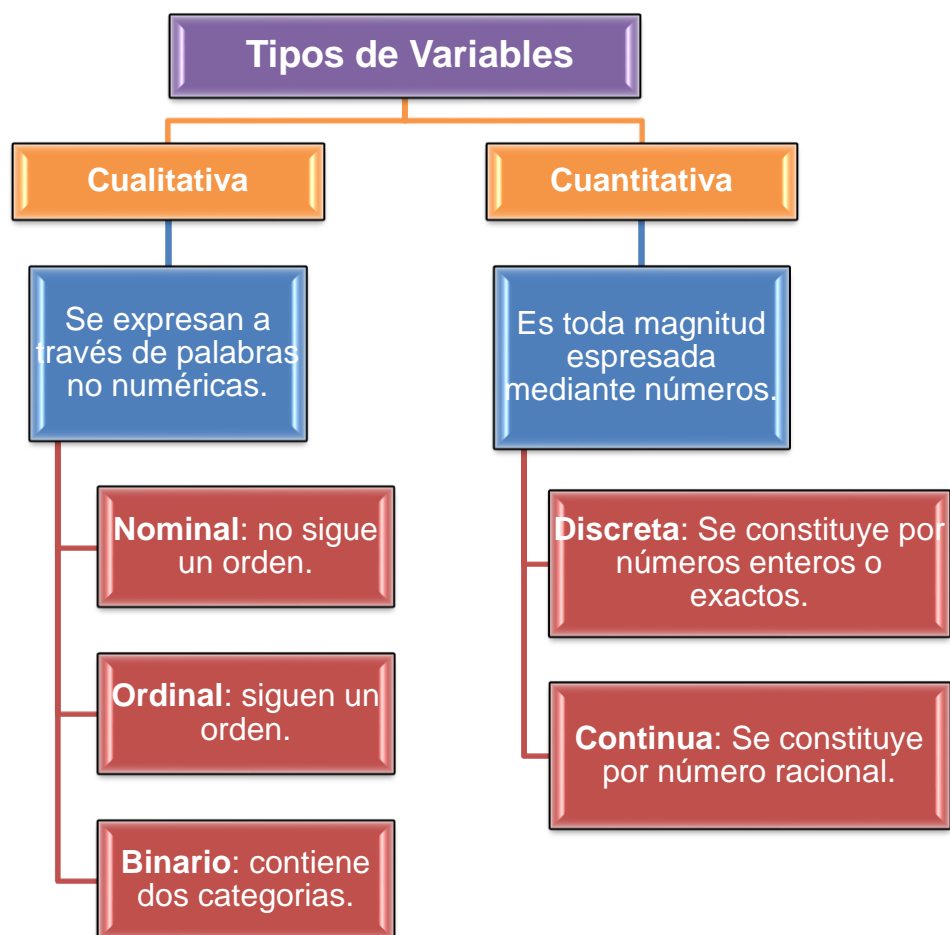 Tipos de Variables
Cualitativa
Se expresan a
través de palabras
no numéricas.
Nominal: no sigue
un orden.
Ordinal: siguen un
orden.
Binario: contiene
dos categorias.
Cuantitativa
Es toda magnitud
espresada
mediante números.
Discreta: Se constituye por
números enteros o
exactos.
Continua: Se constituye
por número racional.